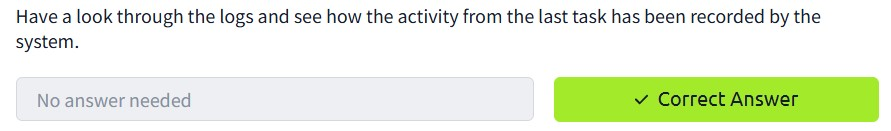 Have a look through the logs and see how the activity from the last task has been recorded by the
system.
No answer needed
✓ Correct Answer